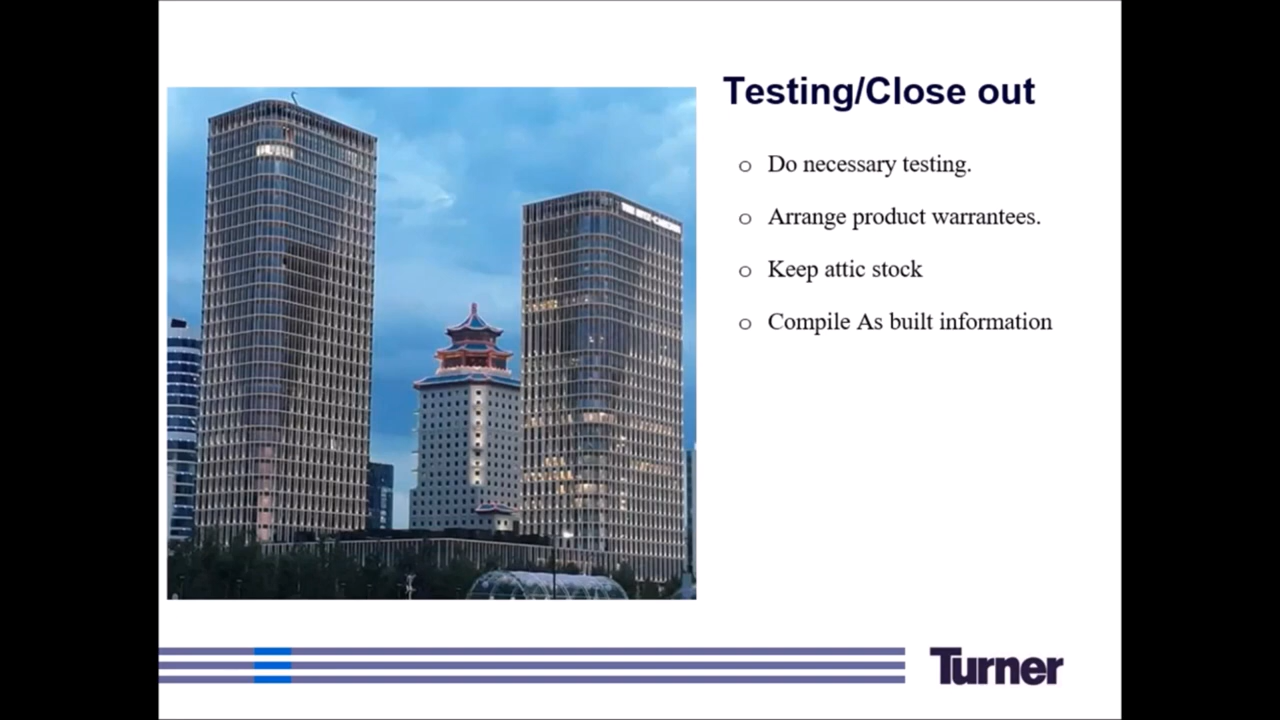 Testing/Close out
o Do necessary testing.
o Arrange product warrantees.
o Keep attic stock
o Compile As built information
Turner